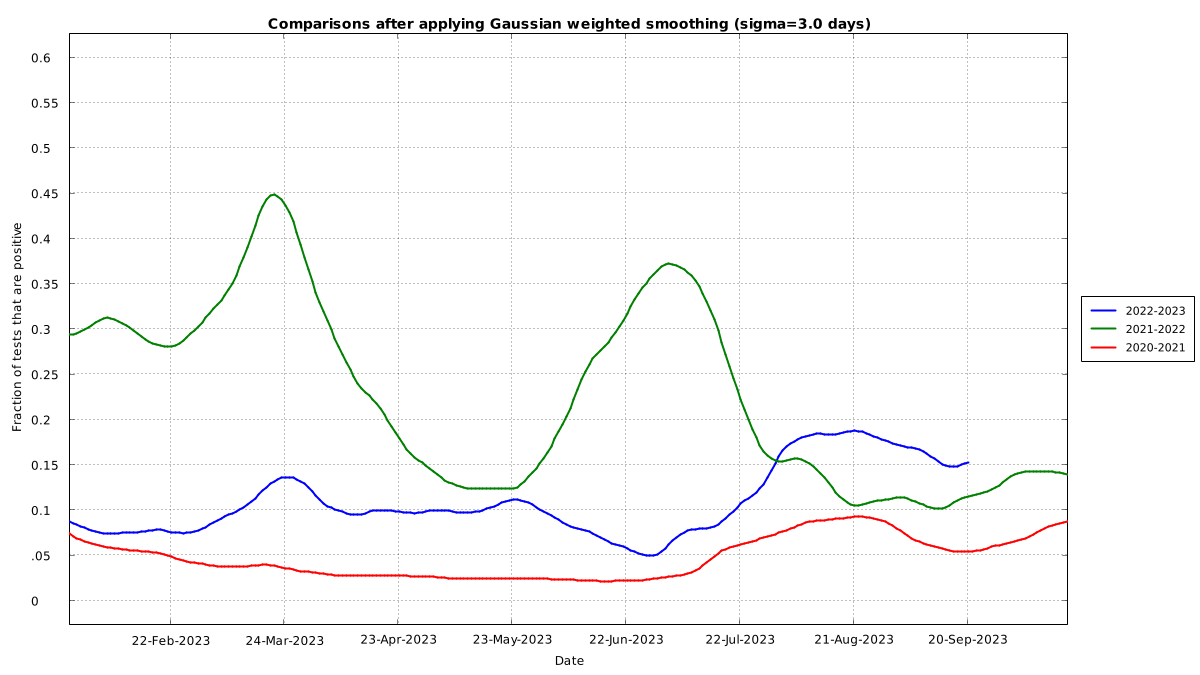 Comparisons after applying Gaussian weighted smoothing (sigma=3.0 days)
0.6
0.55
0.5
0.45
0.4
0.35
0.3
0.25
0.2
0.15
0.1
.05
0
Fraction of tests that are positive
22-Feb-2023
24-Mar-2023
23-Apr-2023
23-May-2023
22-Jun-2023
22-Jul-2023
21-Aug-2023
20-Sep-2023
Date
2022-2023
2021-2022
2020-2021